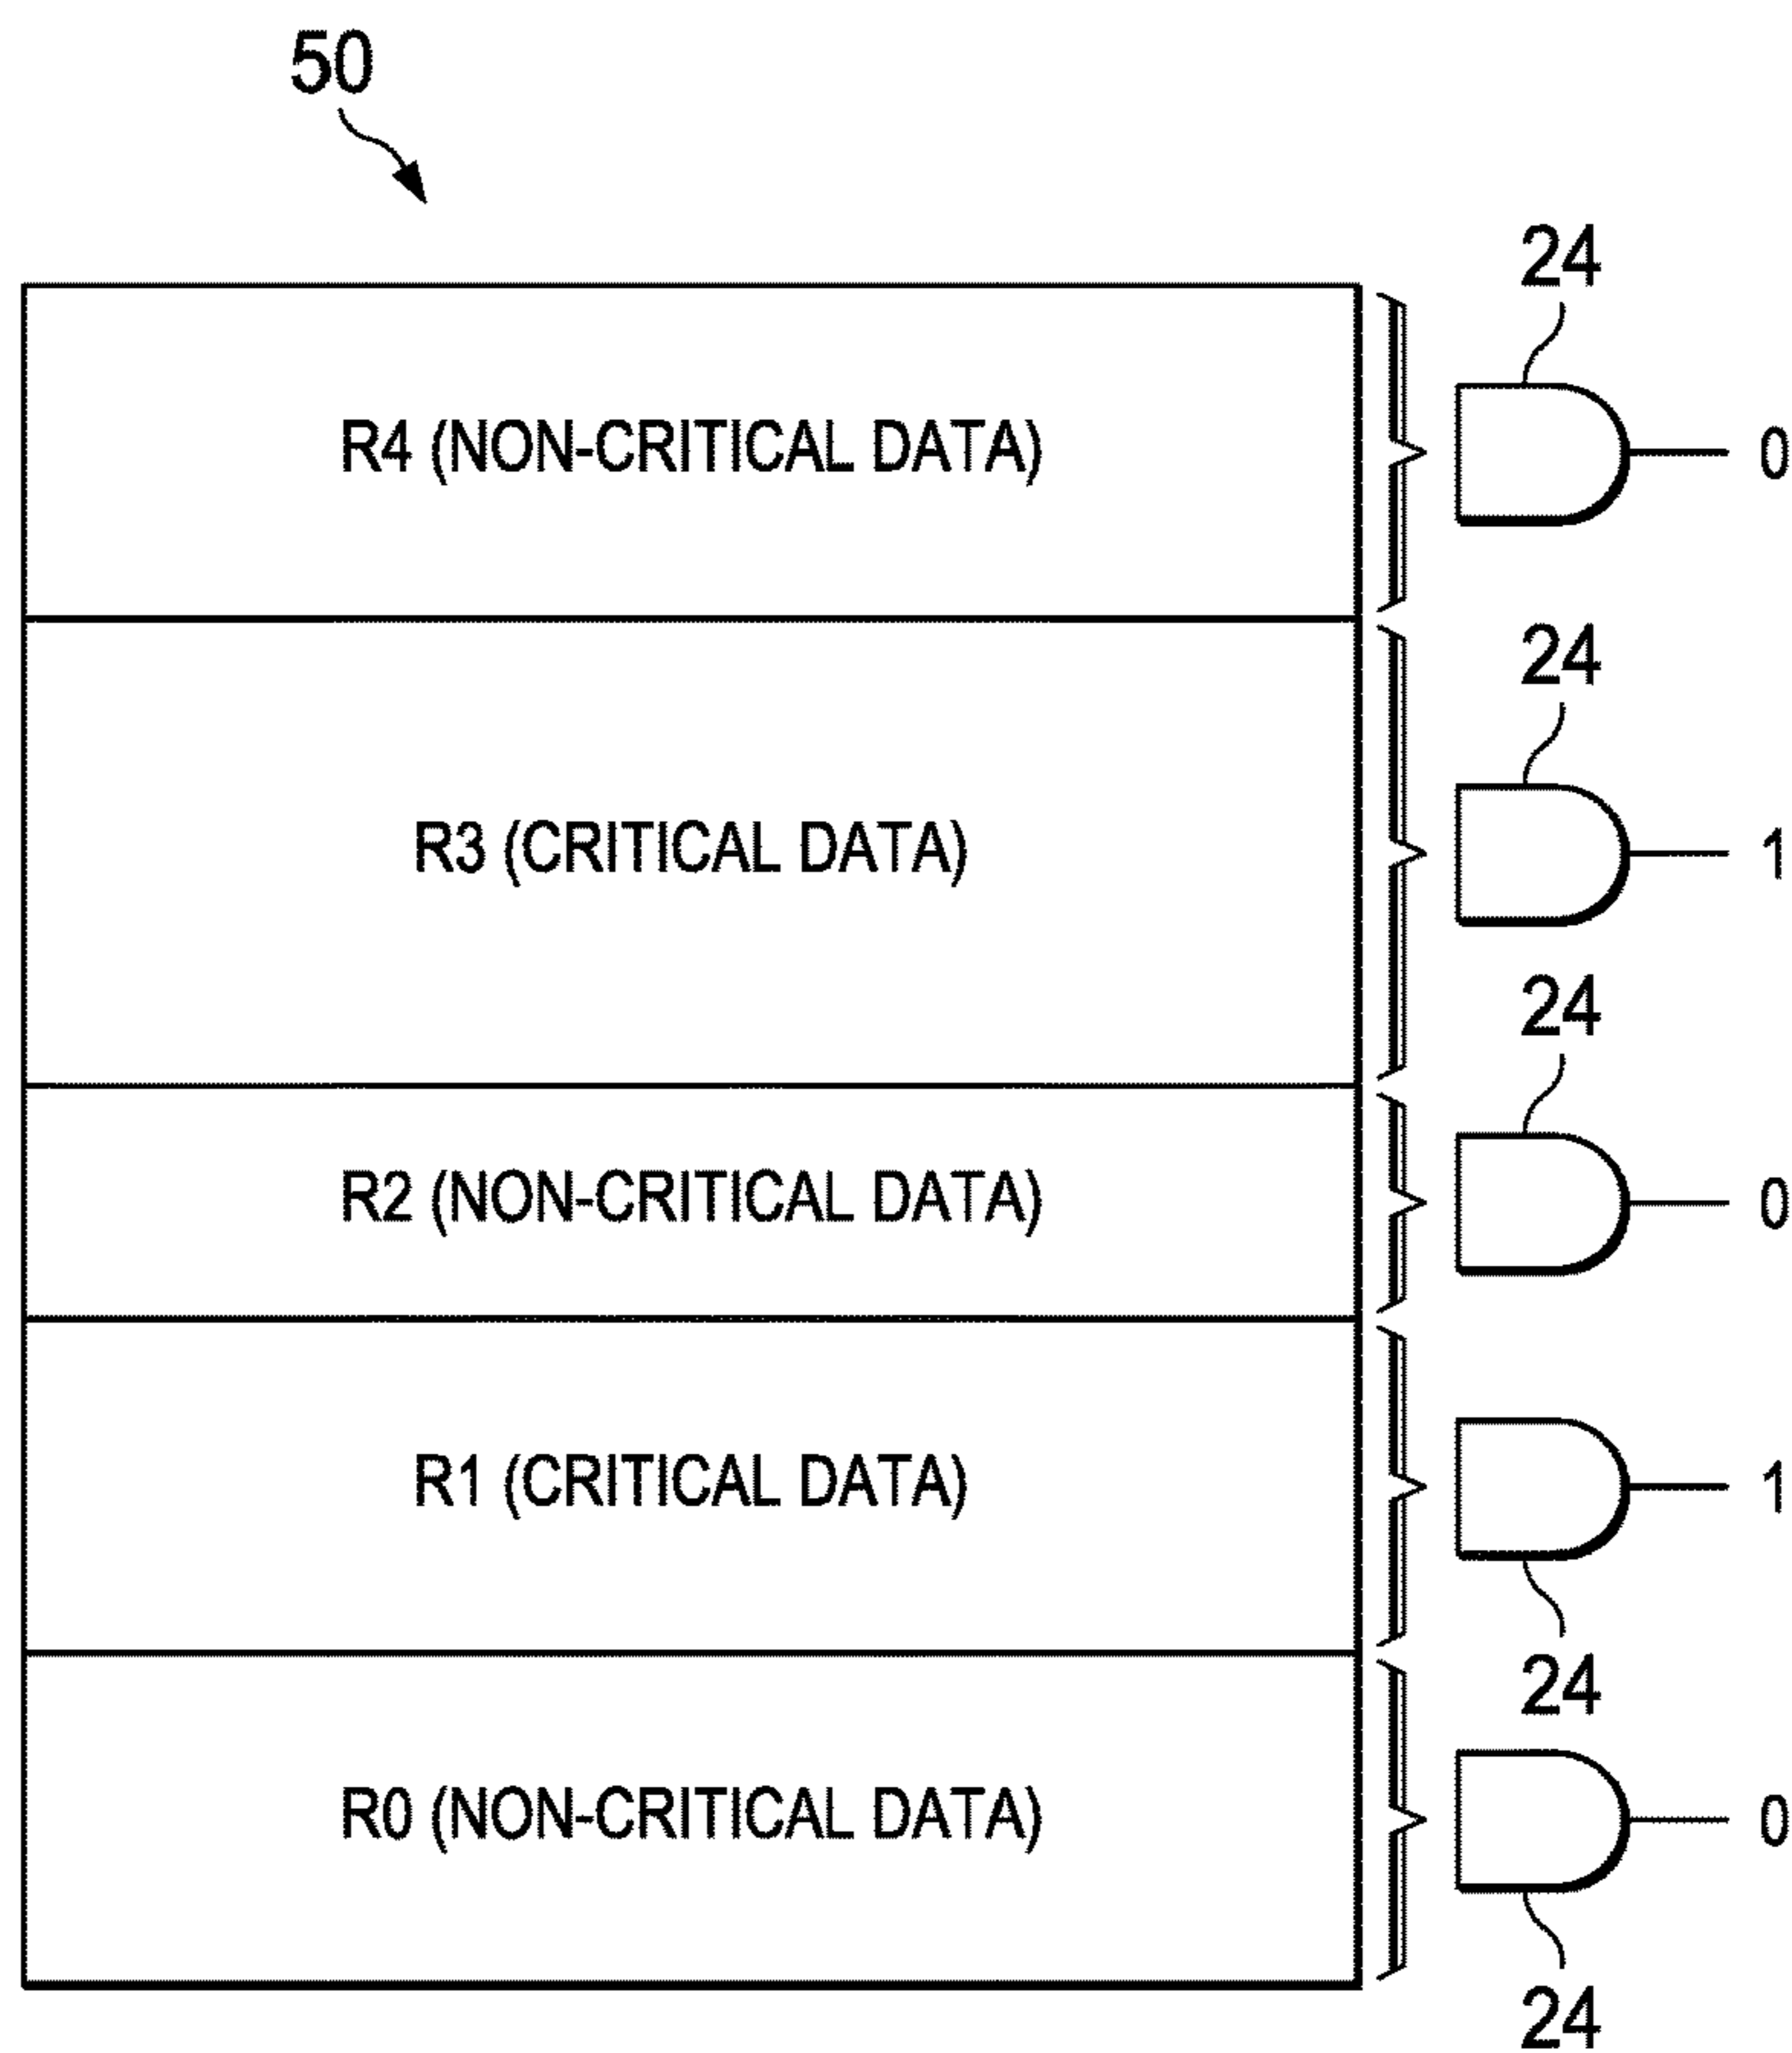 50
24
R4 (NON-CRITICAL DATA) 0
24
R3 (CRITICAL DATA) 1
24
R2 (NON-CRITICAL DATA) 0
R1 (CRITICAL DATA) 1
24
R0 (NON-CRITICAL DATA) 0
24